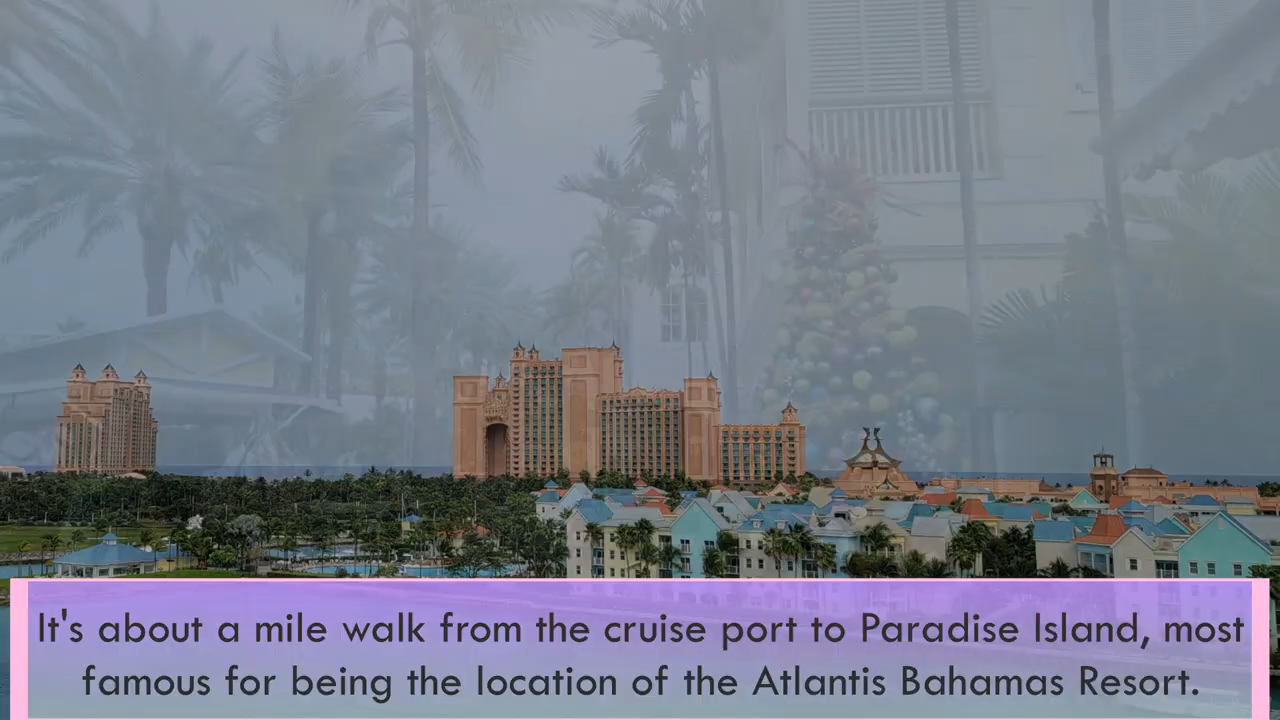 It's about a mile walk from the cruise port to Paradise Island, most
famous for being the location of the Atlantis Bahamas Resort.